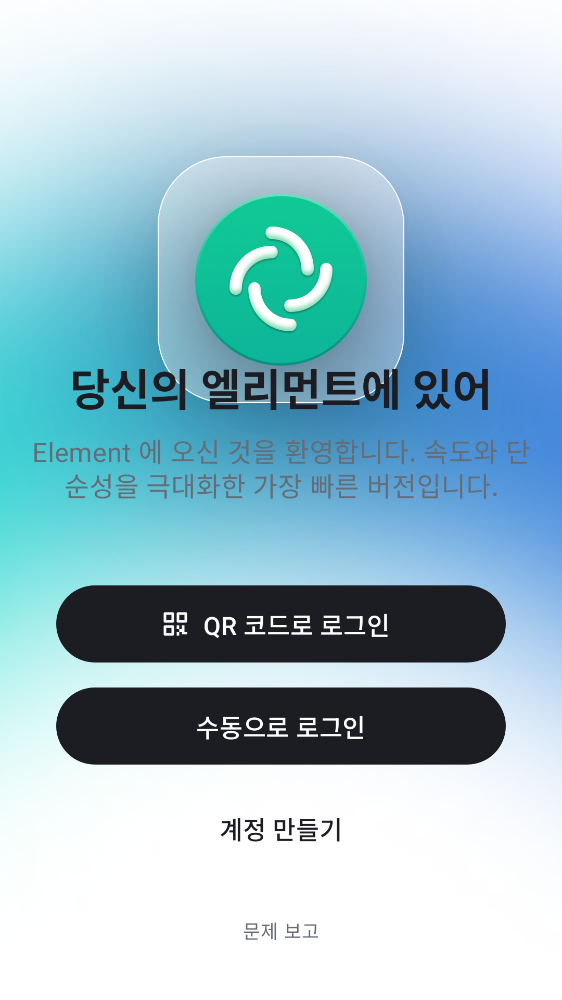 당신의 엘리먼트에 있어
Element 에 오신 것을 환영합니다. 속도와 단
순성을 극대화한 가장 빠른 버전입니다.
QR 코드로 로그인
수동으로 로그인
계정 만들기
문제 보고